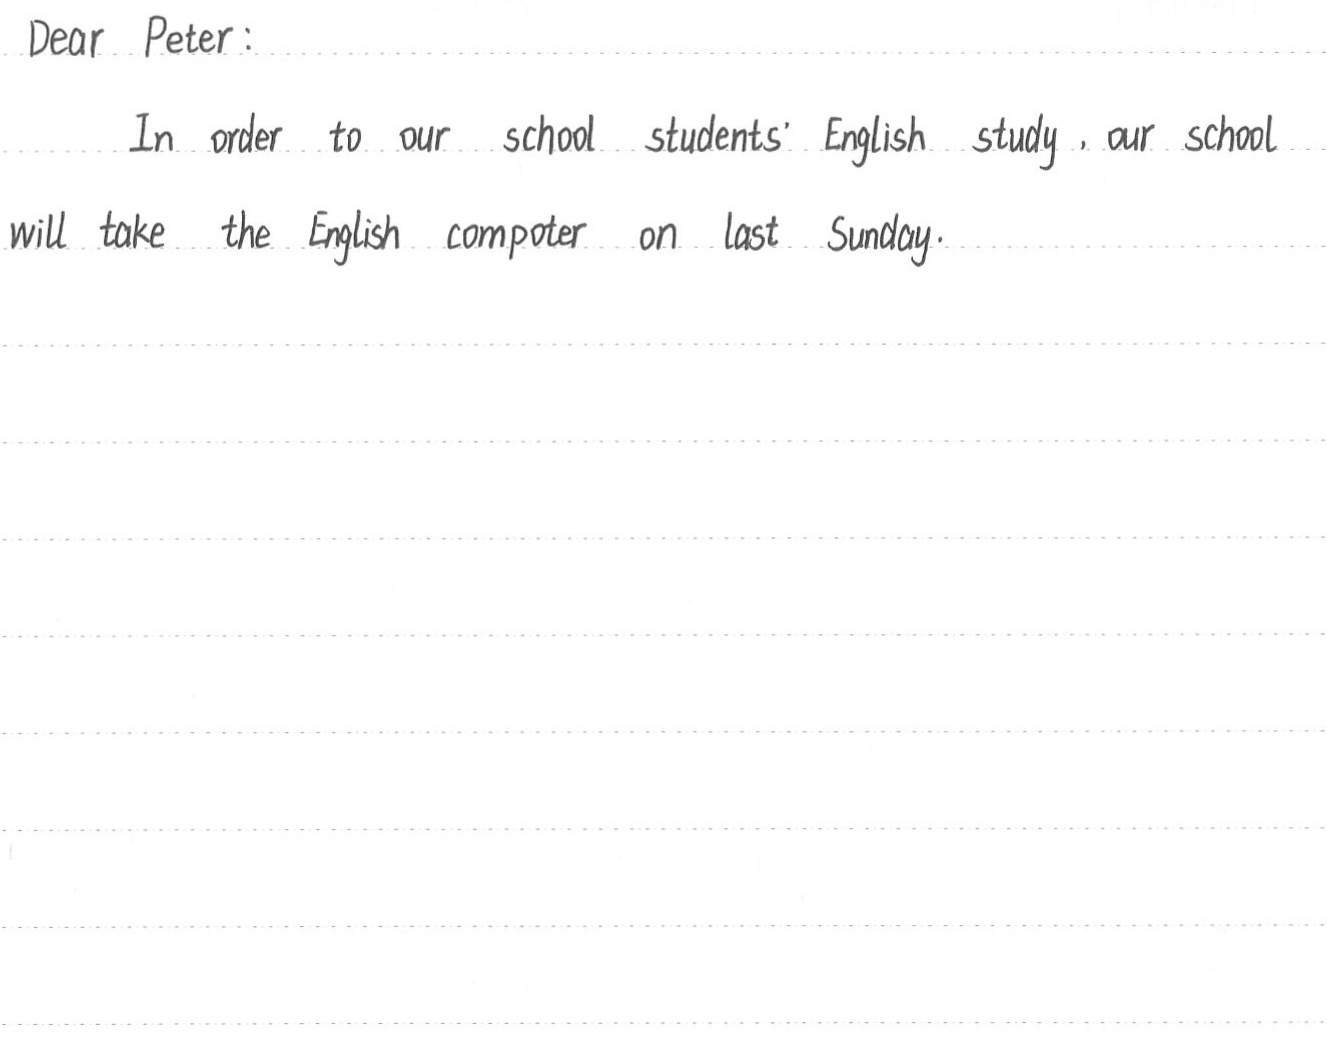 Dear Peter:
In order to our school students' English study, our school
will take the English compoter on last Sunday.